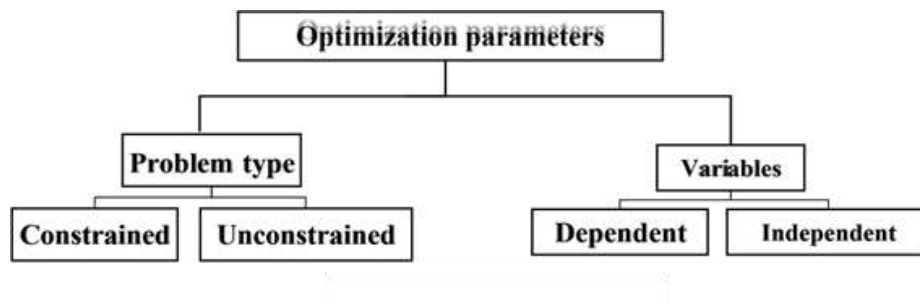 Optimization parameters
Problem type
Variables
Constrained
Unconstrained
Dependent
Independent